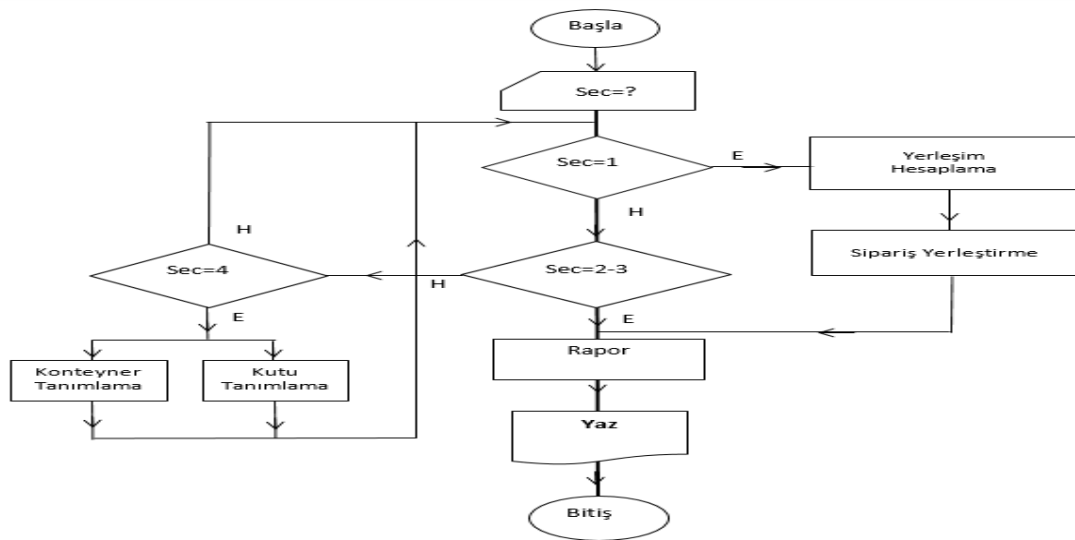 Başla
Sec=?
Sec=1
E
Yerleşim
Hesaplama
H
Sipariş Yerleştirme
Sec=2-3
H
Sec=4
H
E
E
Konteyner
Tanımlama
Kutu
Tanımlama
Rapor
Yaz
Bitiş